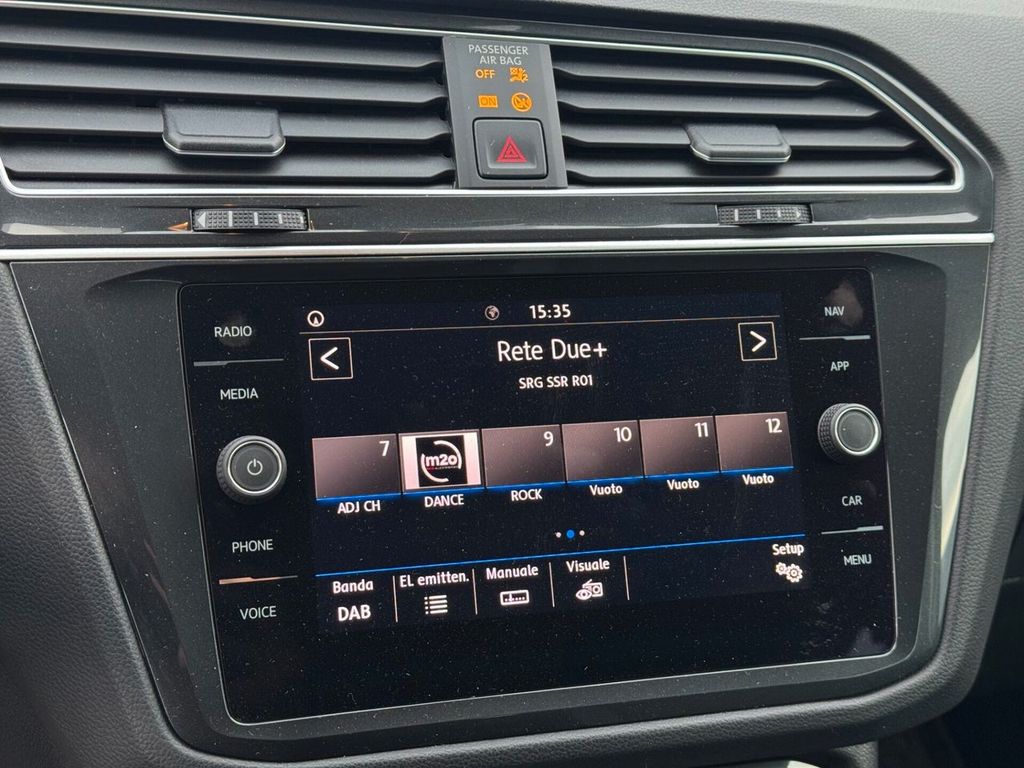 PASSENGER
AIR BAG
OFF
ON
RADIO
MEDIA
PHONE
VOICE
NAV
APP
CAR
MENU
15:35
Rete Due+
SRG SSR R01
7
9
10
11
12
m2o
ADJ CH
DANCE
ROCK
Vuoto
Vuoto
Vuoto
Banda
DAB
EL emitten.
Manuale
Visuale
Setup